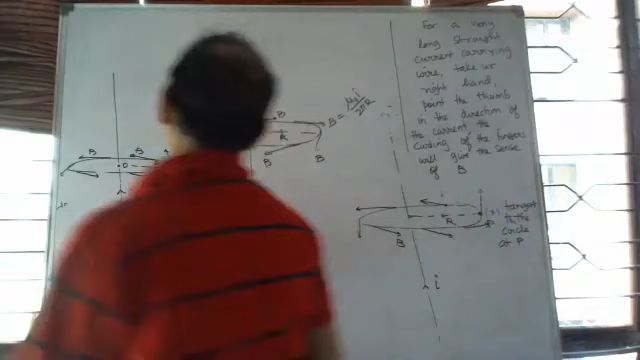 For a very
long straight
current carrying
wire, take ur
right hand,
point the thumb
in the direction of
the current, the
Curling of the fingers
will give the sense
of B
B
B
D
B
R
B
B
B = μ₀i/2πR
R
B
P
(x) tangent
to the
circle
at P
i